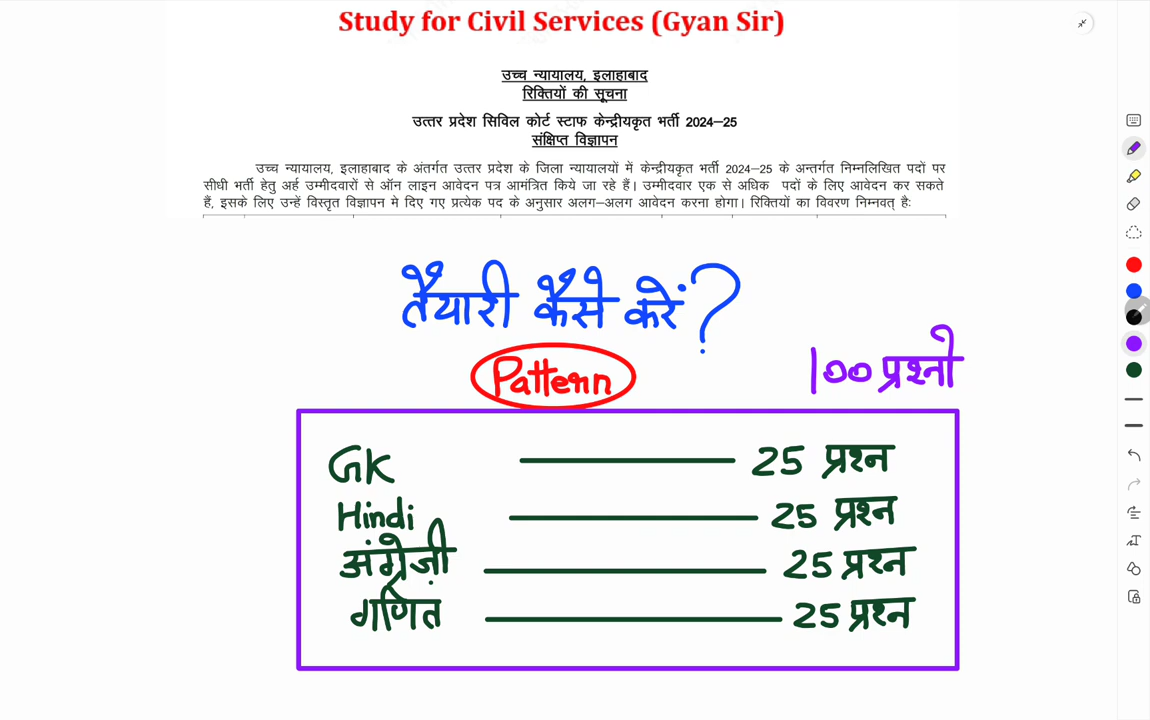 Study for Civil Services (Gyan Sir)
उच्च न्यायालय, इलाहाबाद
रिक्तियों की सूचना
उत्तर प्रदेश सिविल कोर्ट स्टाफ केन्द्रीयकृत भर्ती 2024–25
संक्षिप्त विज्ञापन
उच्च न्यायालय, इलाहाबाद के अंतर्गत उत्तर प्रदेश के जिला न्यायालयों में केन्द्रीयकृत भर्ती 2024–25 के अन्तर्गत निम्नलिखित पदों पर
सीधी भर्ती हेतु अर्ह उम्मीदवारों से ऑन लाइन आवेदन पत्र आमंत्रित किये जा रहे हैं। उम्मीदवार एक से अधिक पदों के लिए आवेदन कर सकते
हैं, इसके लिए उन्हें विस्तृत विज्ञापन मे दिए गए प्रत्येक पद के अनुसार अलग–अलग आवेदन करना होगा। रिक्तियों का विवरण निम्नवत् है:
तैयारी कैसे करें?
Pattern
100 प्रश्नो
GK 25 प्रश्न
Hindi 25 प्रश्न
अंग्रेज़ी 25 प्रश्न
गणित 25 प्रश्न